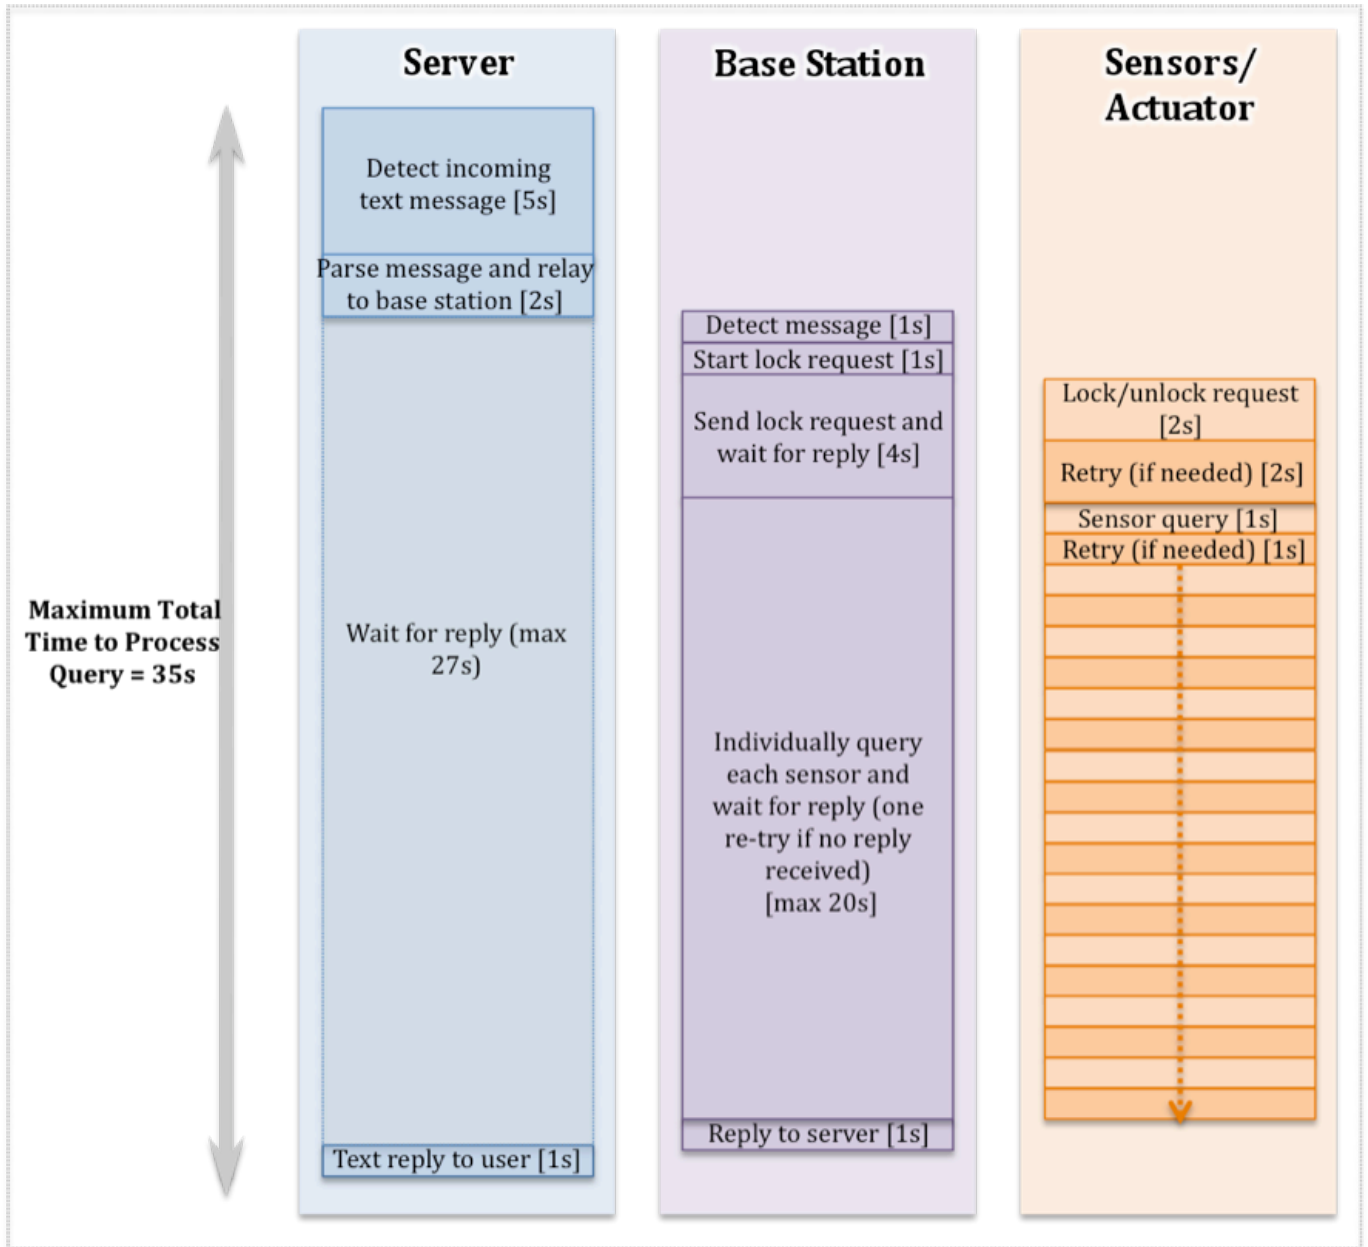 Server
Detect incoming
text message [5s]
Parse message and relay
to base station [2s]
Wait for reply (max
27s)
Text reply to user [1s]
Base Station
Detect message [1s]
Start lock request [1s]
Send lock request and
wait for reply [4s]
Individually query
each sensor and
wait for reply (one
re-try if no reply
received)
[max 20s]
Reply to server [1s]
Sensors/
Actuator
Lock/unlock request
[2s]
Retry (if needed) [2s]
Sensor query [1s]
Retry (if needed) [1s]
Maximum Total
Time to Process
Query = 35s